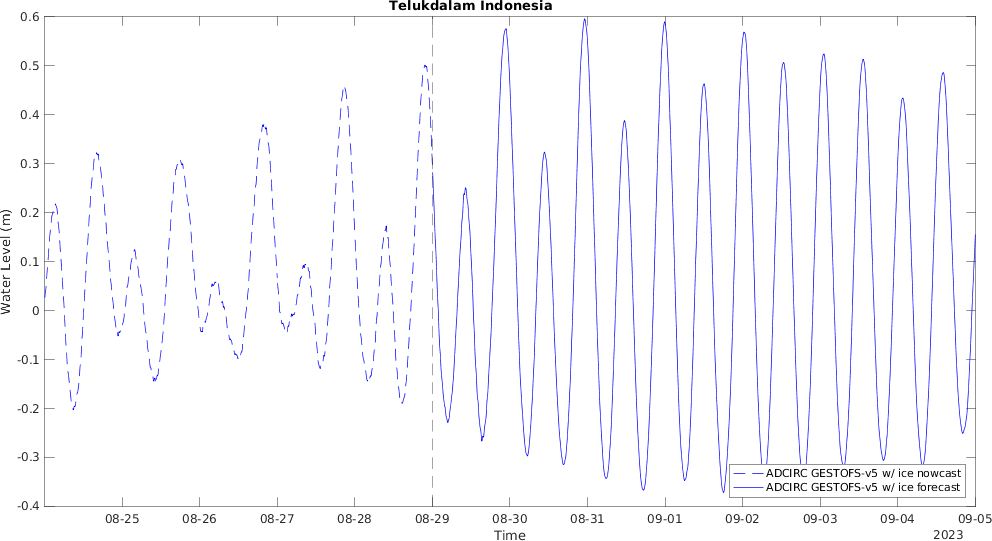 Telukdalam Indonesia
Water Level (m)
0.6
0.5
0.4
0.3
0.2
0.1
0
-0.1
-0.2
-0.3
-0.4
ADCIRC GESTOFS-v5 w/ ice nowcast
ADCIRC GESTOFS-v5 w/ ice forecast
08-25 08-26 08-27 08-28 08-29 08-30 08-31 09-01 09-02 09-03 09-04 09-05
Time
2023